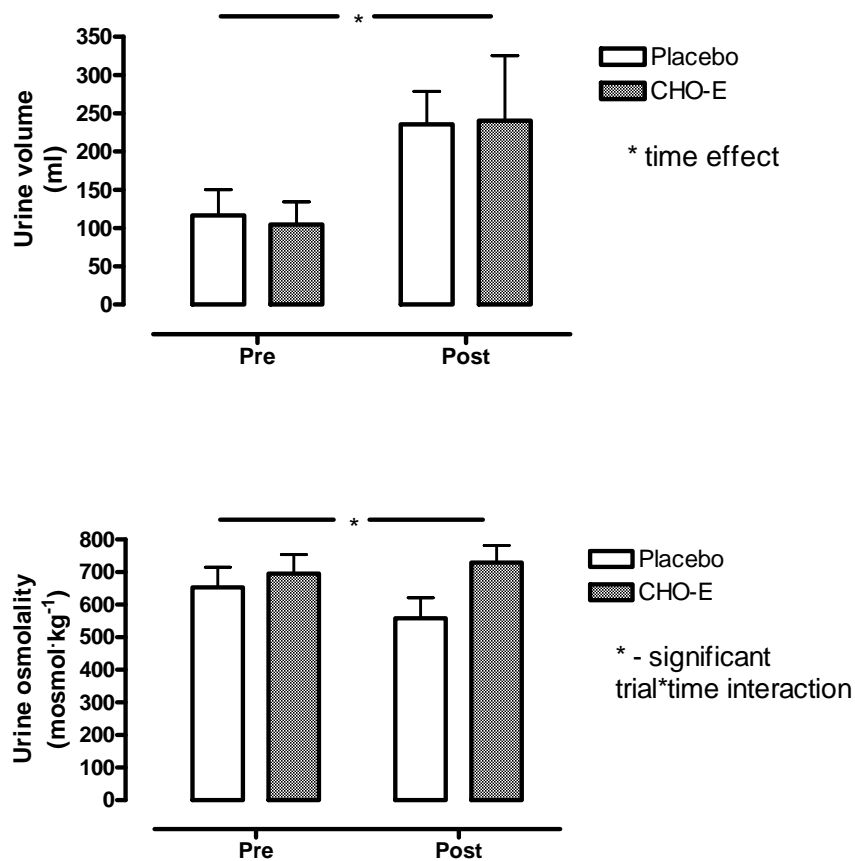 *
350
300
250
200
150
100
50
0
Urine volume
(ml)
Pre
Post
Placebo
CHO-E
* time effect
*
800
700
600
500
400
300
200
100
0
Urine osmolality
(mosmol·kg⁻¹)
Pre
Post
Placebo
CHO-E
* - significant
trial*time interaction